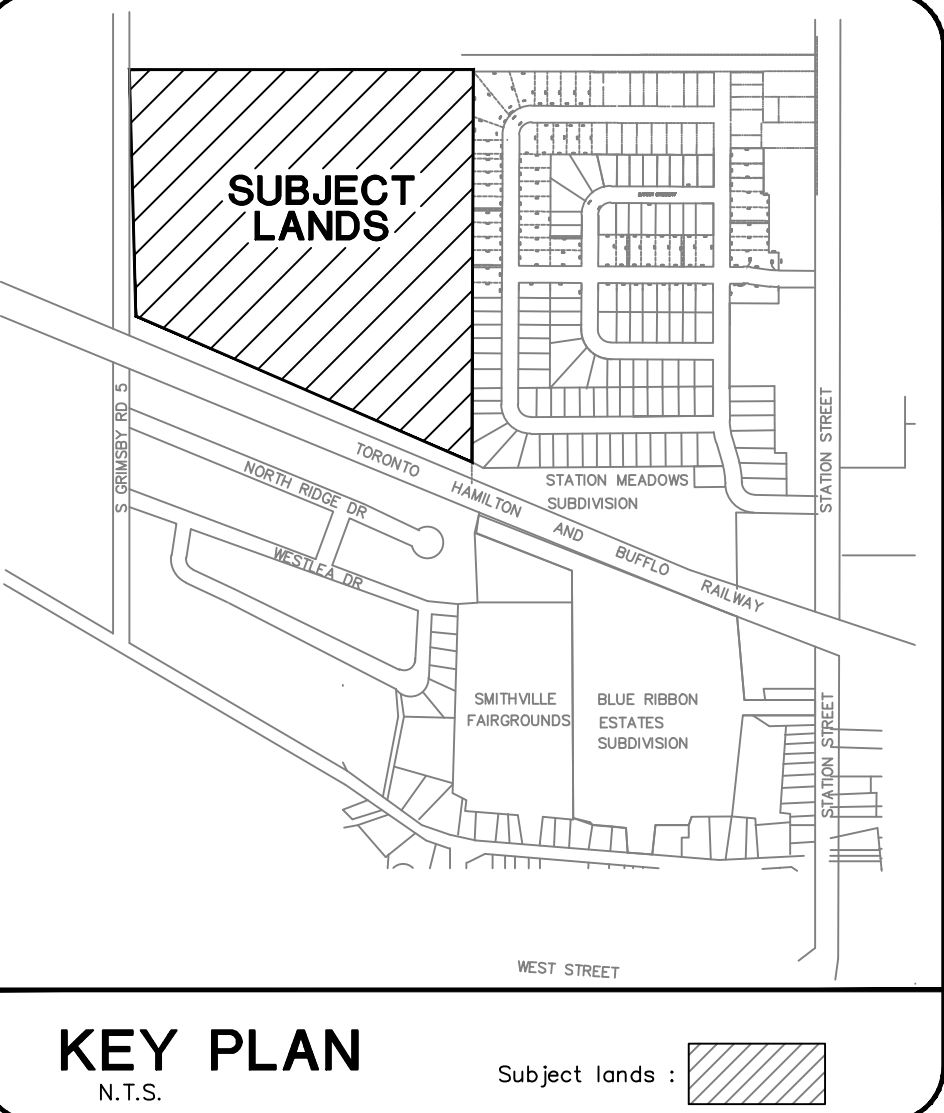 SUBJECT
LANDS
S GRIMSBY RD 5
STATION STREET
TORONTO HAMILTON AND BUFFLO RAILWAY
NORTH RIDGE DR
STATION MEADOWS
SUBDIVISION
WESTLEA DR
SMITHVILLE
FAIRGROUNDS
BLUE RIBBON
ESTATES
SUBDIVISION
STATION STREET
WEST STREET
KEY PLAN
N.T.S.
Subject lands :